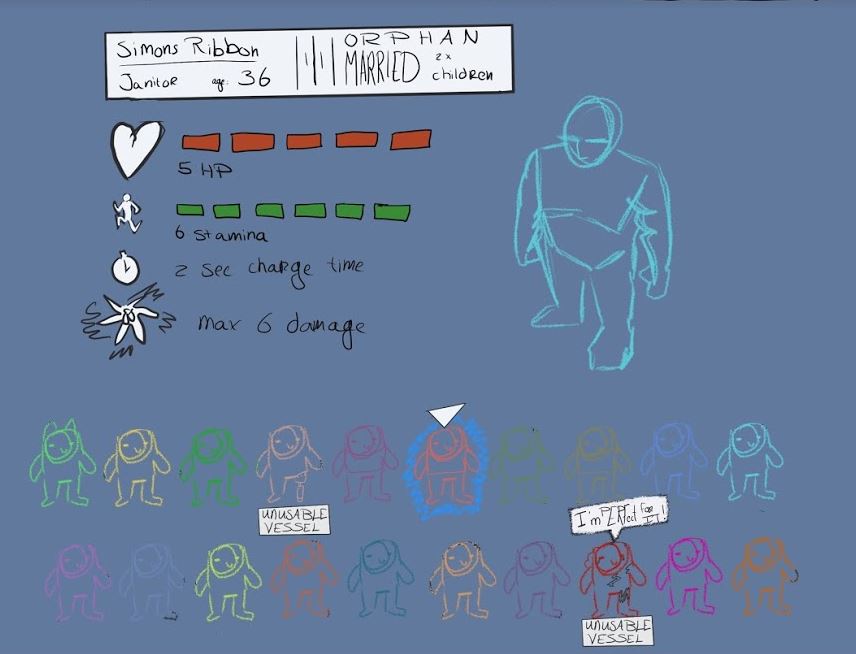 Simons Ribbon
Janitor age: 36
ORPHAN
MARRIED 2x children
5 HP
6 stamina
2 sec charge time
max 6 damage
UNUSABLE
VESSEL
I'm PERfect for
IT!
UNUSABLE
VESSEL